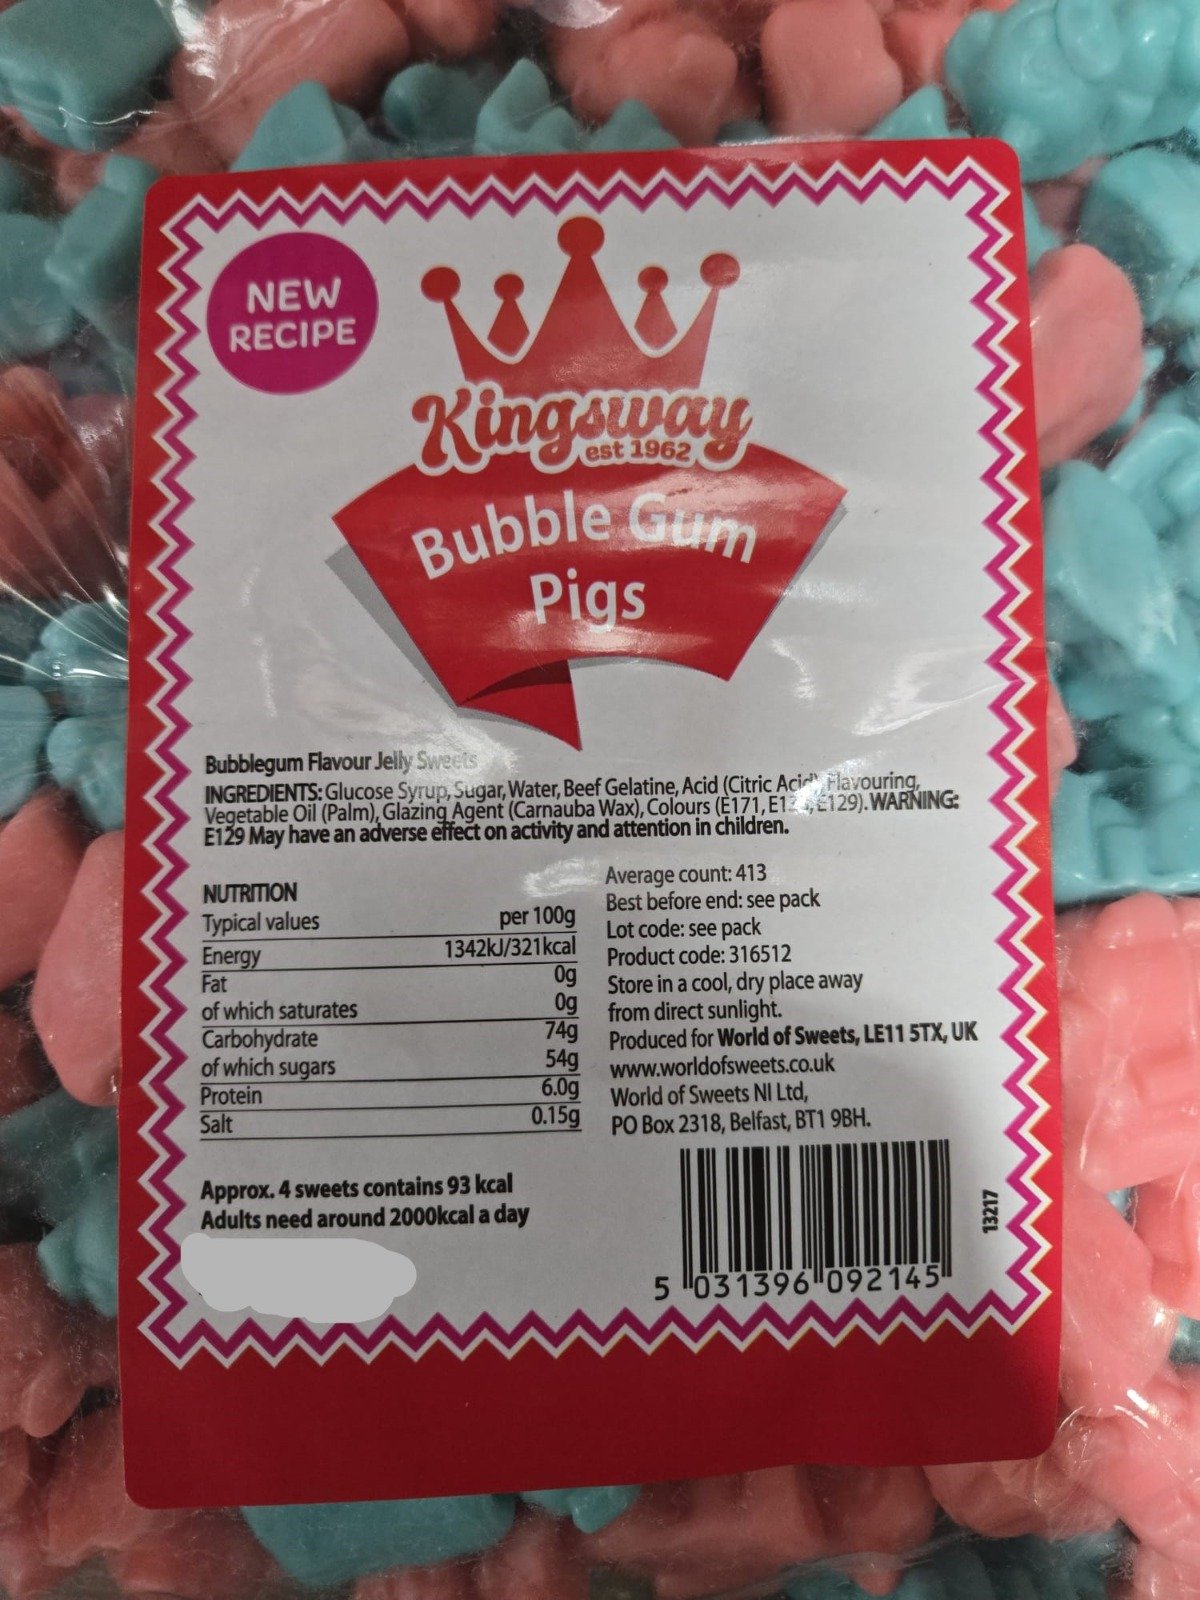 NEW
RECIPE
Kingsway
est 1962
Bubble Gum
Pigs
Bubblegum Flavour Jelly Sweets
INGREDIENTS: Glucose Syrup, Sugar, Water, Beef Gelatine, Acid (Citric Acid), Flavouring,
Vegetable Oil (Palm), Glazing Agent (Carnauba Wax), Colours (E171, E129). WARNING:
E129 May have an adverse effect on activity and attention in children.
NUTRITION
Typical values per 100g
Energy 1342kJ/321kcal
Fat 0g
of which saturates 0g
Carbohydrate 74g
of which sugars 54g
Protein 6.0g
Salt 0.15g
Average count: 413
Best before end: see pack
Lot code: see pack
Product code: 316512
Store in a cool, dry place away
from direct sunlight.
Produced for World of Sweets, LE11 5TX, UK
www.worldofsweets.co.uk
World of Sweets NI Ltd,
PO Box 2318, Belfast, BT1 9BH.
Approx. 4 sweets contains 93 kcal
Adults need around 2000kcal a day
13217
5 031396 092145